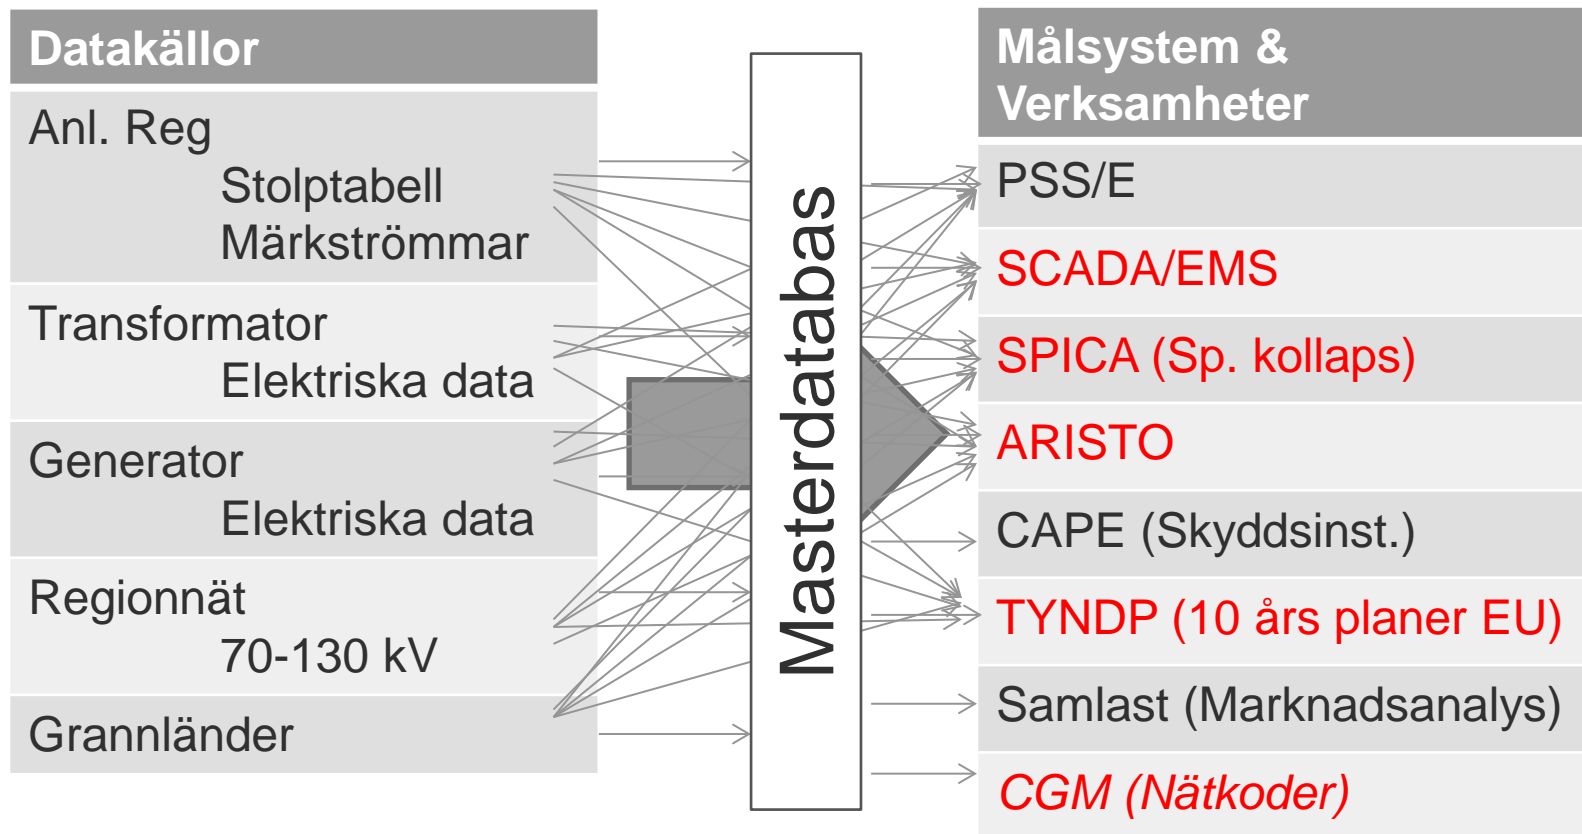 Datakällor
Anl. Reg
Stolptabell
Märkströmmar
Transformator
Elektriska data
Generator
Elektriska data
Regionnät
70-130 kV
Grannländer
Masterdatabas
Målsystem &
Verksamheter
PSS/E
SCADA/EMS
SPICA (Sp. kollaps)
ARISTO
CAPE (Skyddsinst.)
TYNDP (10 års planer EU)
Samlast (Marknadsanalys)
CGM (Nätkoder)